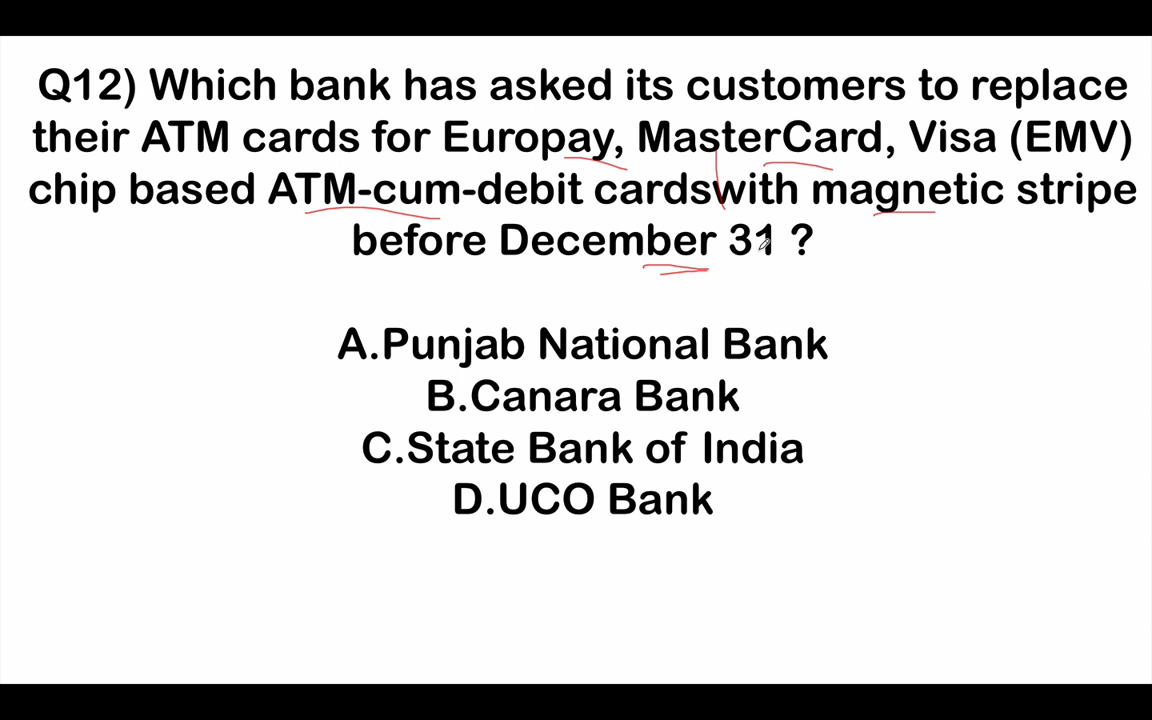 Q12) Which bank has asked its customers to replace
their ATM cards for Europay, MasterCard, Visa (EMV)
chip based ATM-cum-debit cardswith magnetic stripe
before December 31 ?
A.Punjab National Bank
B.Canara Bank
C.State Bank of India
D.UCO Bank